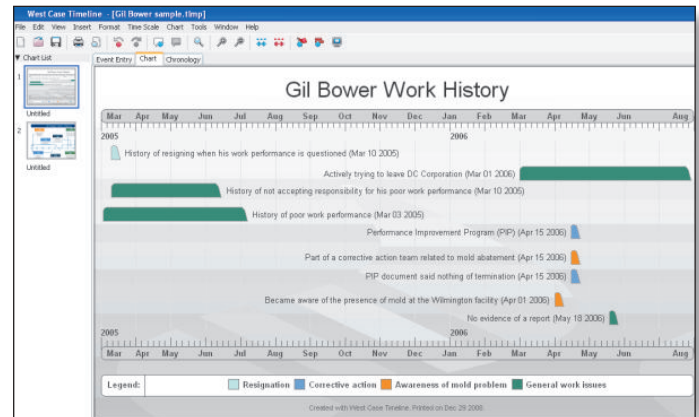 West Case Timeline - [Gil Bower sample.tlmp]
File Edit View Insert Format Time Scale Chart Tools Window Help
Chart List
Event Entry Chart Chronology
1
Untitled
2
Untitled
Gil Bower Work History
Mar Apr May Jun Jul Aug Sep Oct Nov Dec Jan Feb Mar Apr May Jun Aug
2005 2006
History of resigning when his work performance is questioned (Mar 10 2005)
Actively trying to leave DC Corporation (Mar 01 2006)
History of not accepting responsibility for his poor work performance (Mar 10 2005)
History of poor work performance (Mar 03 2005)
Performance Improvement Program (PIP) (Apr 15 2006)
Part of a corrective action team related to mold abatement (Apr 15 2006)
PIP document said nothing of termination (Apr 15 2006)
Became aware of the presence of mold at the Wilmington facility (Apr 01 2006)
No evidence of a report (May 18 2006)
2005 2006
Mar Apr May Jun Jul Aug Sep Oct Nov Dec Jan Feb Mar Apr May Jun Aug
Legend: Resignation Corrective action Awareness of mold problem General work issues
Created with West Case Timeline. Printed on Dec 29 2006.